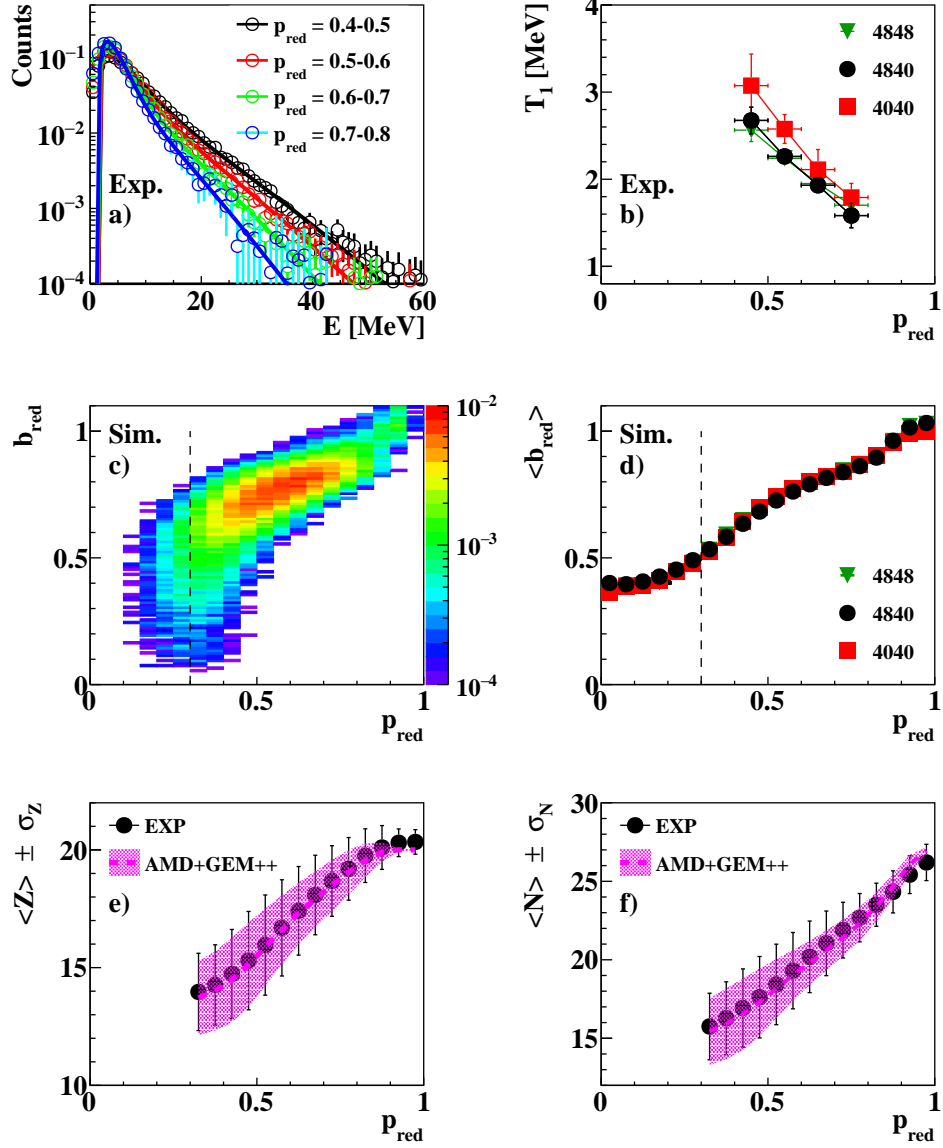 Counts
10^-1
10^-2
10^-3
10^-4
p_red = 0.4-0.5
p_red = 0.5-0.6
p_red = 0.6-0.7
p_red = 0.7-0.8
Exp.
a)
0 20 40 60
E [MeV]
T_1 [MeV]
4
3
2
1
4848
4840
4040
Exp.
b)
0 0.5 1
p_red
b_red
1
0.5
0
Sim.
c)
10^-2
10^-3
10^-4
0 0.5 1
p_red
<b_red>
1
0.5
0
Sim.
d)
4848
4840
4040
0 0.5 1
p_red
<Z> ± σ_Z
20
15
10
EXP
AMD+GEM++
e)
0 0.5 1
p_red
<N> ± σ_N
30
25
20
15
10
EXP
AMD+GEM++
f)
0 0.5 1
p_red